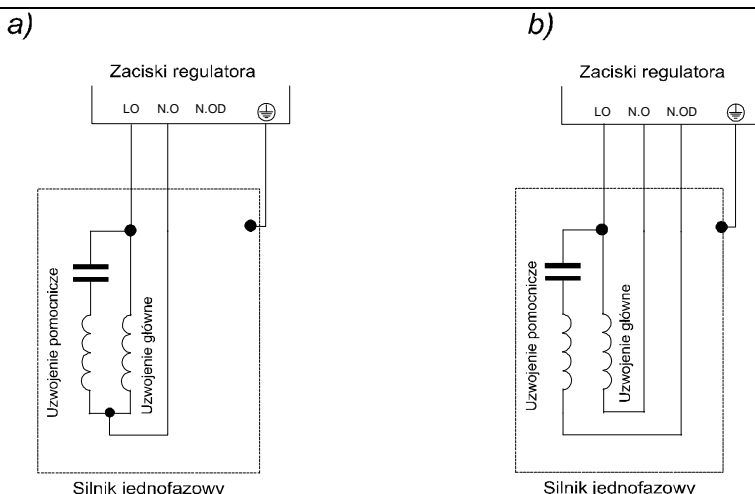 a)
Zaciski regulatora
LO N.O N.OD
Uzwojenie pomocnicze
Uzwojenie główne
Silnik jednofazowy
b)
Zaciski regulatora
LO N.O N.OD
Uzwojenie pomocnicze
Uzwojenie główne
Silnik jednofazowy